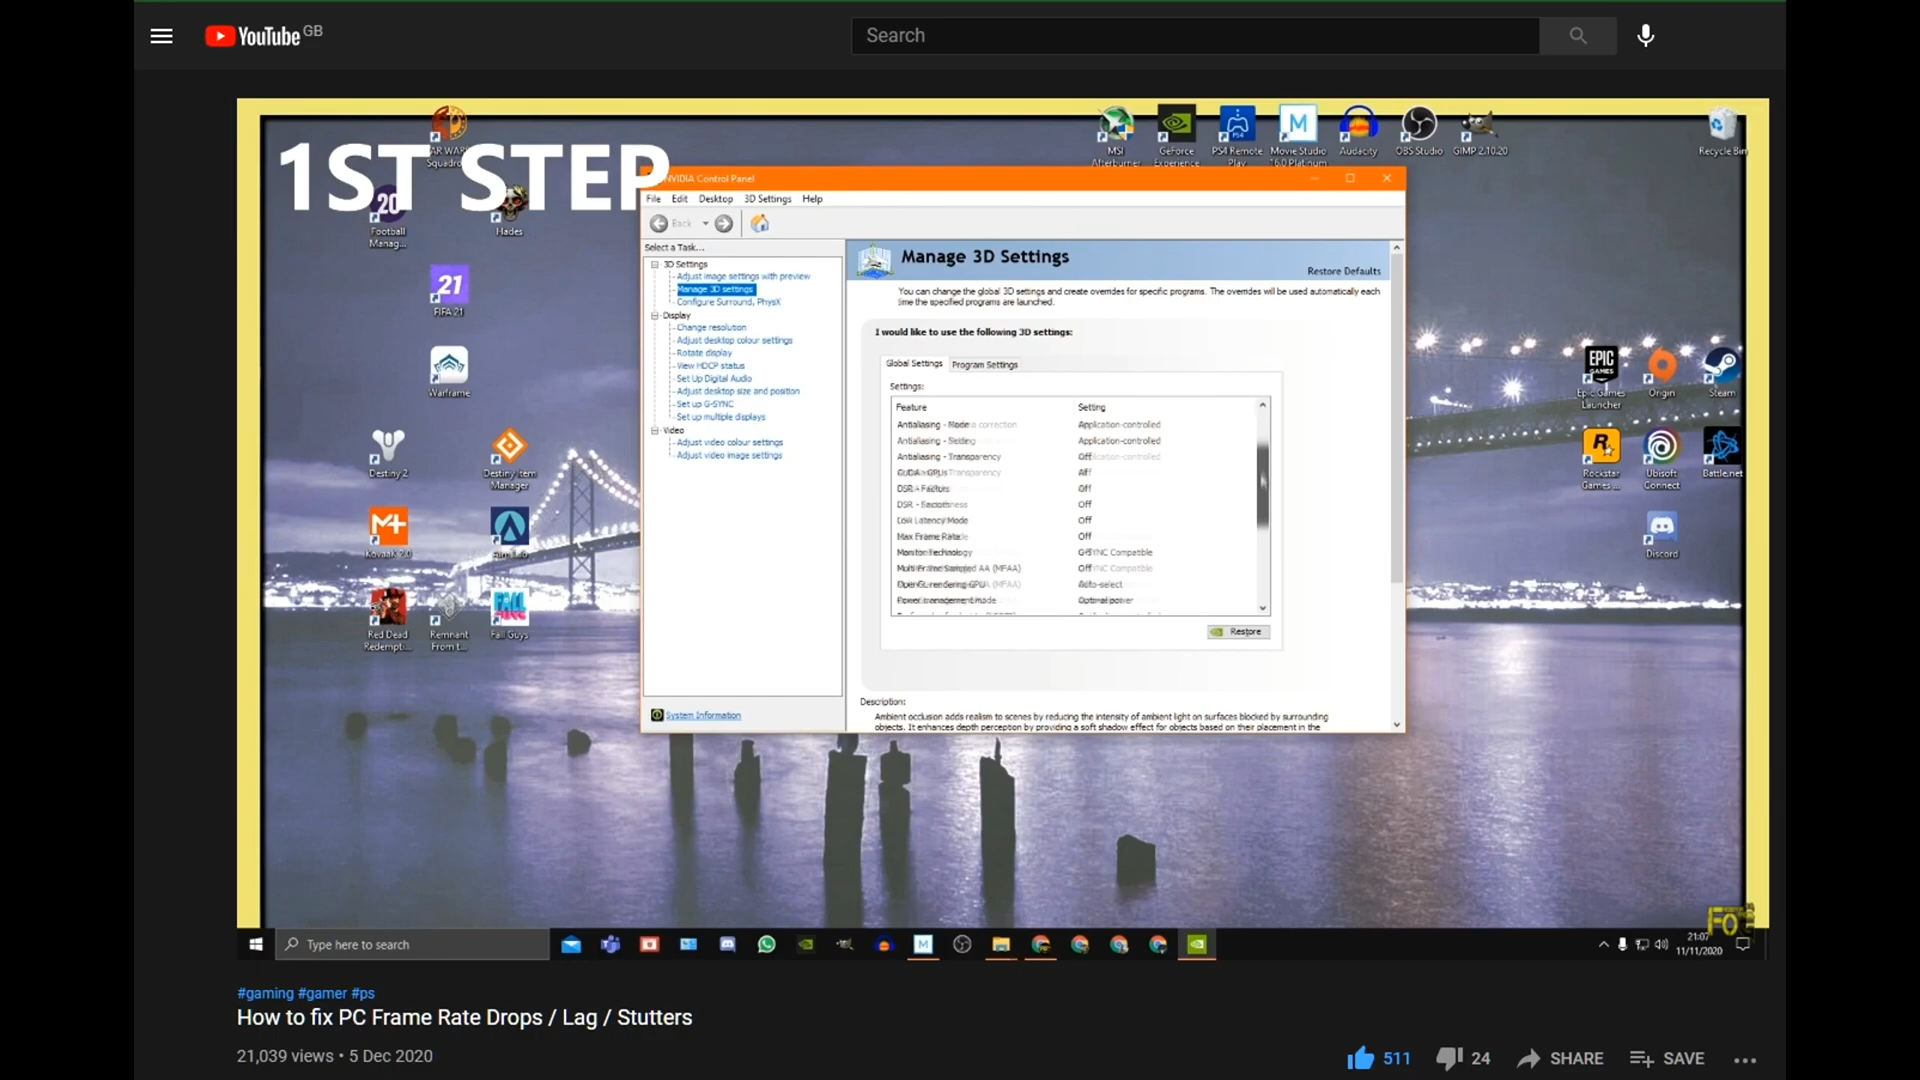 YouTube GB
Search
1ST STEP
MSI Afterburner
GeForce Experience
PS4 Remote Play
Movie Studio 16.0 Platinum
Audacity
OBS Studio
GIMP 2.10.20
Recycle Bin
Football Manag...
Hades
21
FIFA 21
Warframe
Destiny 2
Destiny Item Manager
Red Dead Redempti...
Remnant From t...
Fall Guys
NVIDIA Control Panel
File Edit Desktop 3D Settings Help
Back
Select a Task...
3D Settings
Adjust image settings with preview
Manage 3D settings
Configure Surround, PhysX
Display
Change resolution
Adjust desktop colour settings
Rotate display
View HDCP status
Set Up Digital Audio
Adjust desktop size and position
Set up G-SYNC
Set up multiple displays
Video
Adjust video colour settings
Adjust video image settings
System Information
Manage 3D Settings
Restore Defaults
You can change the global 3D settings and create overrides for specific programs. The overrides will be used automatically each
time the specified programs are launched.
I would like to use the following 3D settings:
Global Settings Program Settings
Settings:
Feature Setting
Antialiasing - Mode Application-controlled
Antialiasing - Setting Application-controlled
Antialiasing - Transparency Off
DSR - Factors Off
Low Latency Mode Off
Max Frame Rate Off
Monitor Technology G-SYNC Compatible
Multi-Frame Sampled AA (MFAA) Off
OpenGL rendering GPU Auto-select
Power management mode Optimal power
Restore
Description:
Ambient occlusion adds realism to scenes by reducing the intensity of ambient light on surfaces blocked by surrounding
objects. It enhances depth perception by providing a soft shadow effect for objects based on their placement in the
EPIC GAMES
Epic Games Launcher
Origin
Steam
Rockstar Games ...
Ubisoft Connect
Battle.net
Discord
Type here to search
21:07
11/11/2020
#gaming #gamer #ps
How to fix PC Frame Rate Drops / Lag / Stutters
21,039 views • 5 Dec 2020
511 24 SHARE SAVE